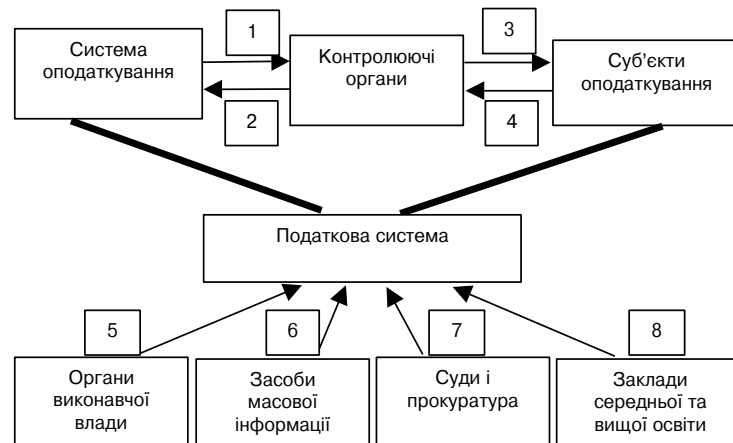 1
3
Система
оподаткування
Контролюючі
органи
Суб’єкти
оподаткування
2
4
Податкова система
5
6
7
8
Органи
виконавчої
влади
Засоби
масової
інформації
Суди і
прокуратура
Заклади
середньої та
вищої освіти